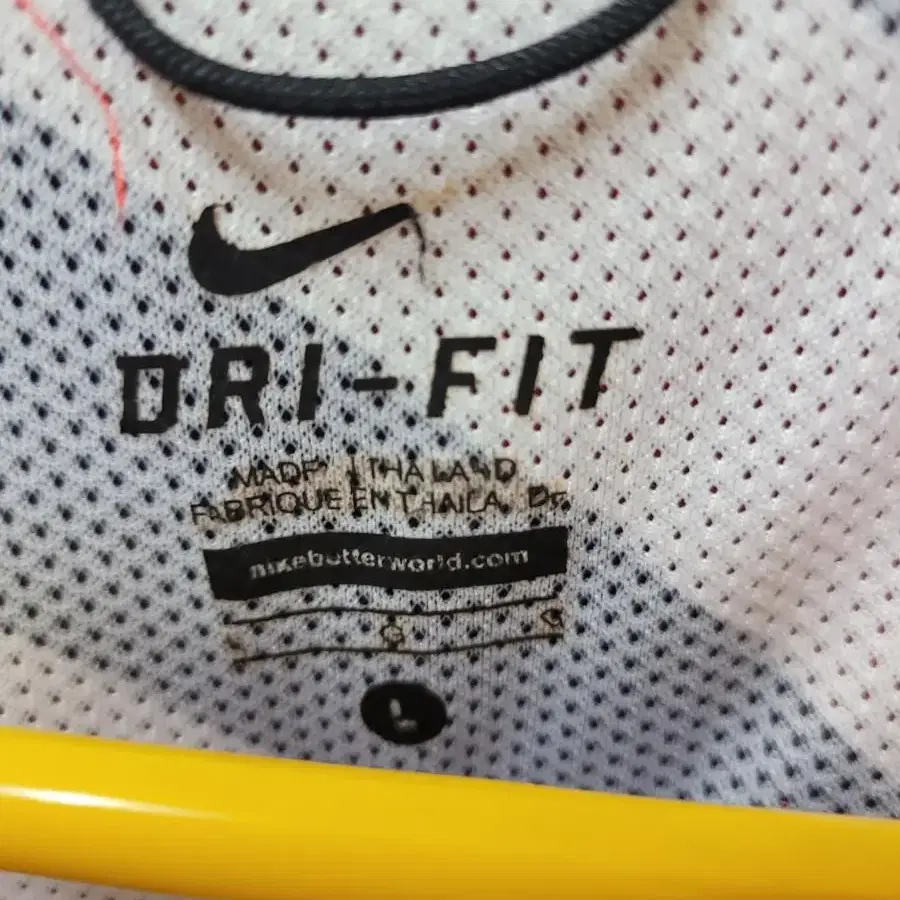 DRI-FIT
MADE IN THAILAND
FABRIQUE EN THAILANDE
nikebetterworld.com
G G
L